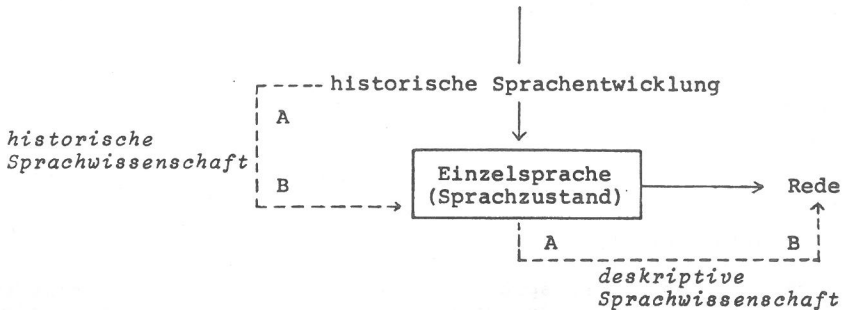 historische Sprachentwicklung
A
historische
Sprachwissenschaft
B
Einzelsprache
(Sprachzustand)
Rede
A
B
deskriptive
Sprachwissenschaft